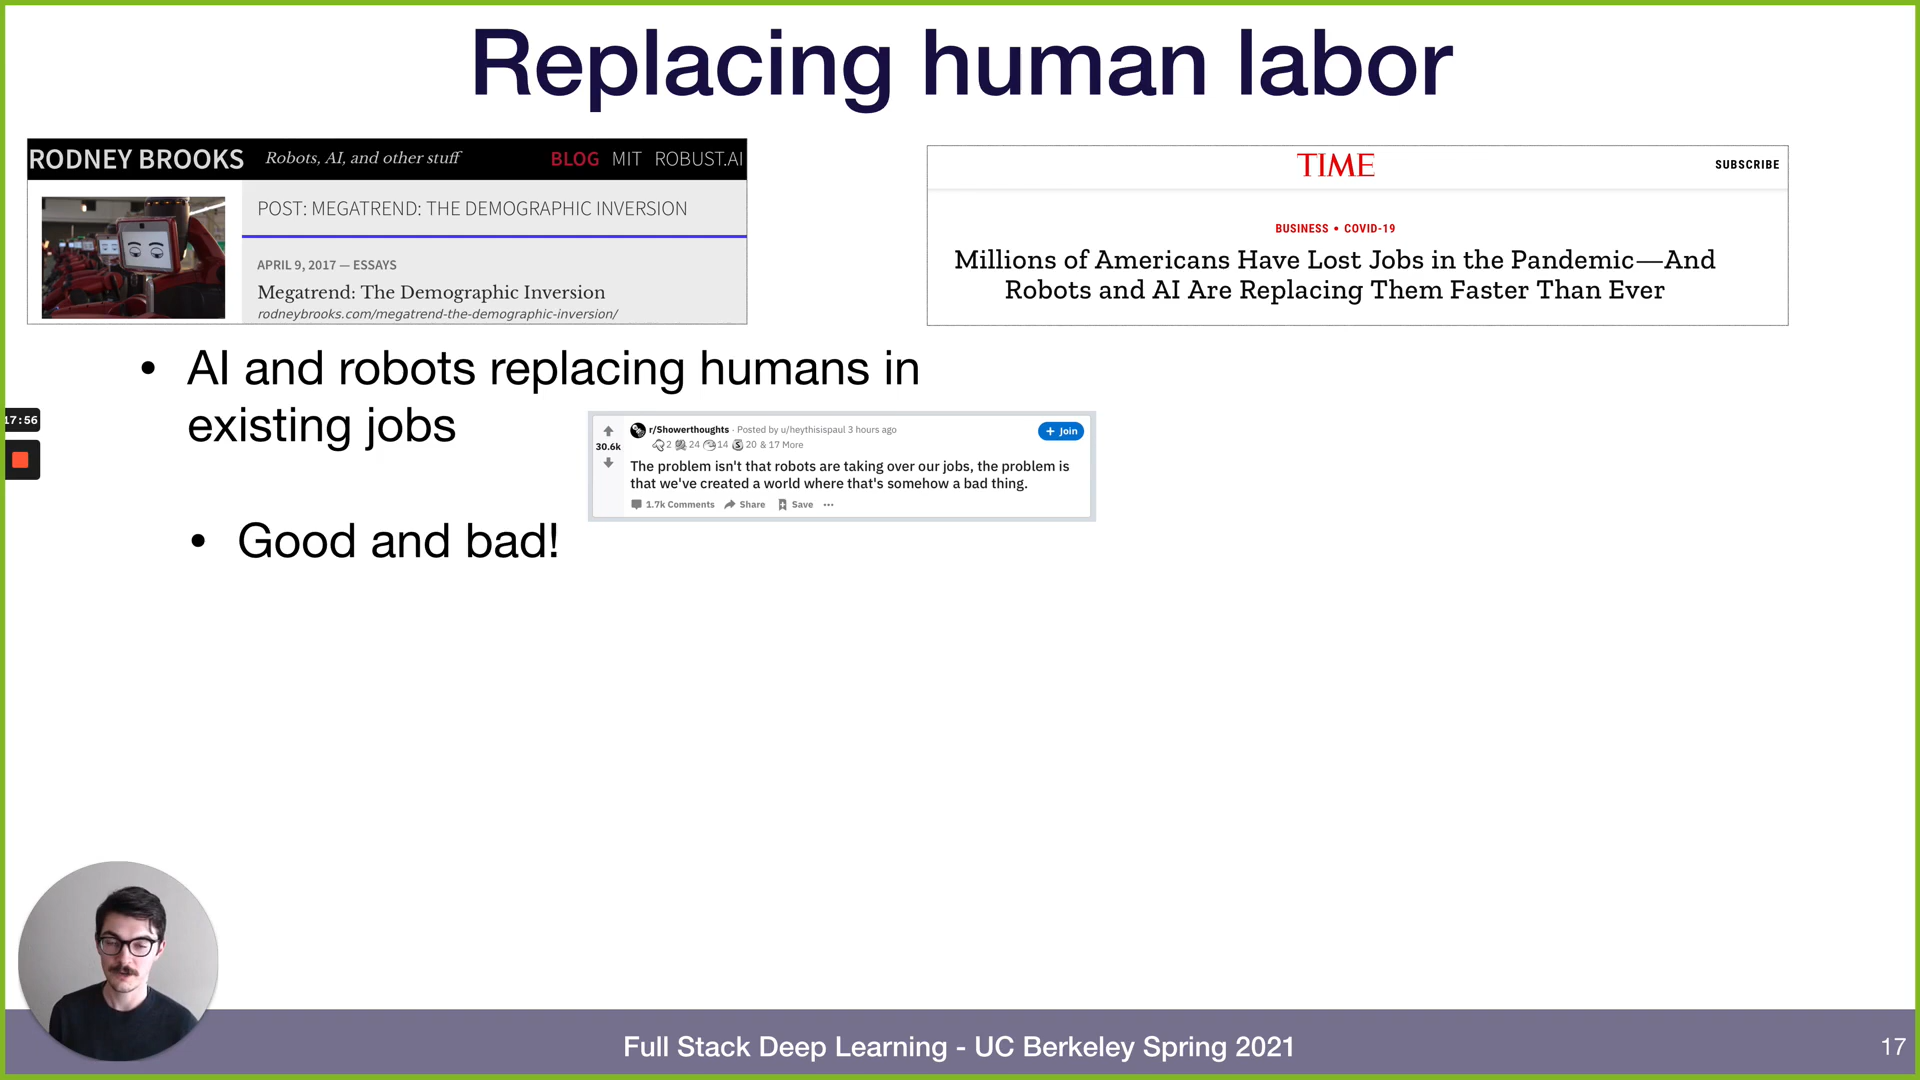 Replacing human labor
RODNEY BROOKS Robots, AI, and other stuff BLOG MIT ROBUST.AI
POST: MEGATREND: THE DEMOGRAPHIC INVERSION
APRIL 9, 2017 — ESSAYS
Megatrend: The Demographic Inversion
rodneybrooks.com/megatrend-the-demographic-inversion/
TIME SUBSCRIBE
BUSINESS • COVID-19
Millions of Americans Have Lost Jobs in the Pandemic—And
Robots and AI Are Replacing Them Faster Than Ever
• AI and robots replacing humans in
existing jobs
17:56
r/Showerthoughts · Posted by u/heythisispaul 3 hours ago
+ Join
30.6k
2 24 14 20 & 17 More
The problem isn't that robots are taking over our jobs, the problem is
that we've created a world where that's somehow a bad thing.
1.7k Comments Share Save ···
• Good and bad!
Full Stack Deep Learning - UC Berkeley Spring 2021
17